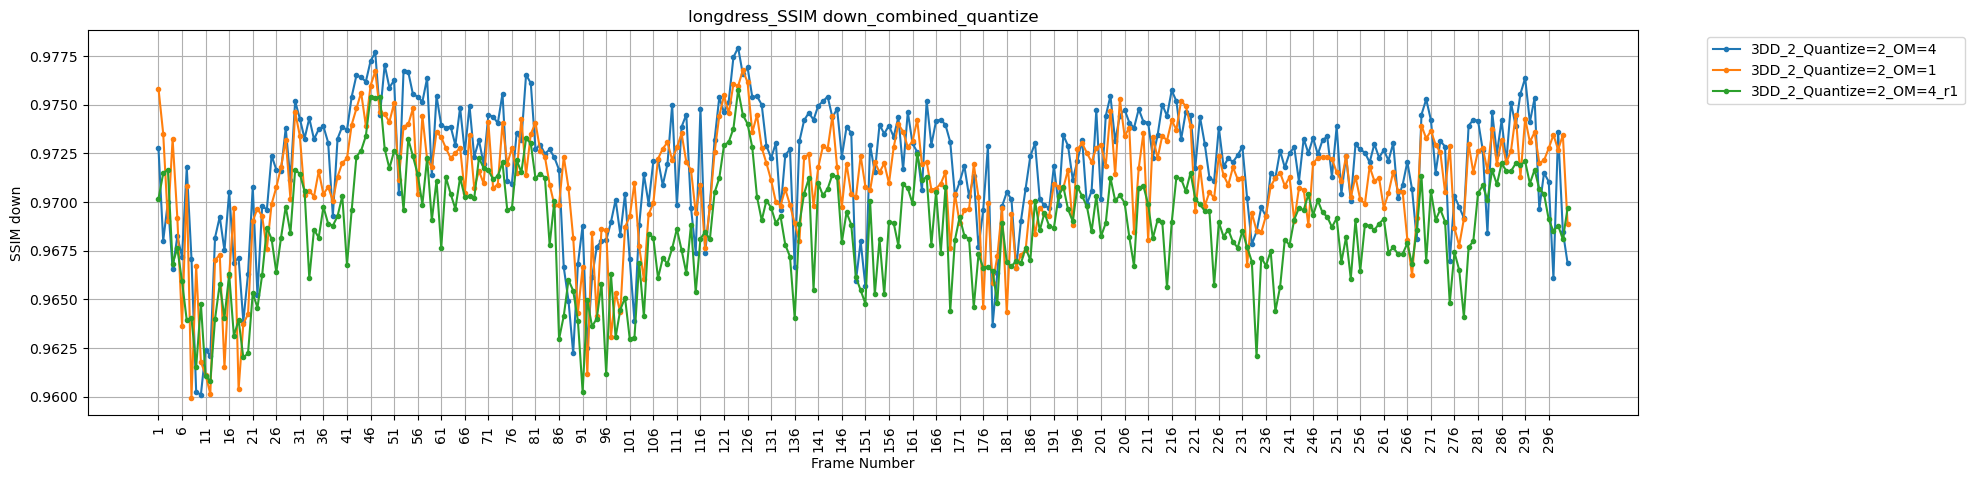 longdress_SSIM down_combined_quantize
3DD_2_Quantize=2_OM=4
3DD_2_Quantize=2_OM=1
3DD_2_Quantize=2_OM=4_r1
SSIM down
0.9775
0.9750
0.9725
0.9700
0.9675
0.9650
0.9625
0.9600
1 6 11 16 21 26 31 36 41 46 51 56 61 66 71 76 81 86 91 96 101 106 111 116 121 126 131 136 141 146 151 156 161 166 171 176 181 186 191 196 201 206 211 216 221 226 231 236 241 246 251 256 261 266 271 276 281 286 291 296
Frame Number